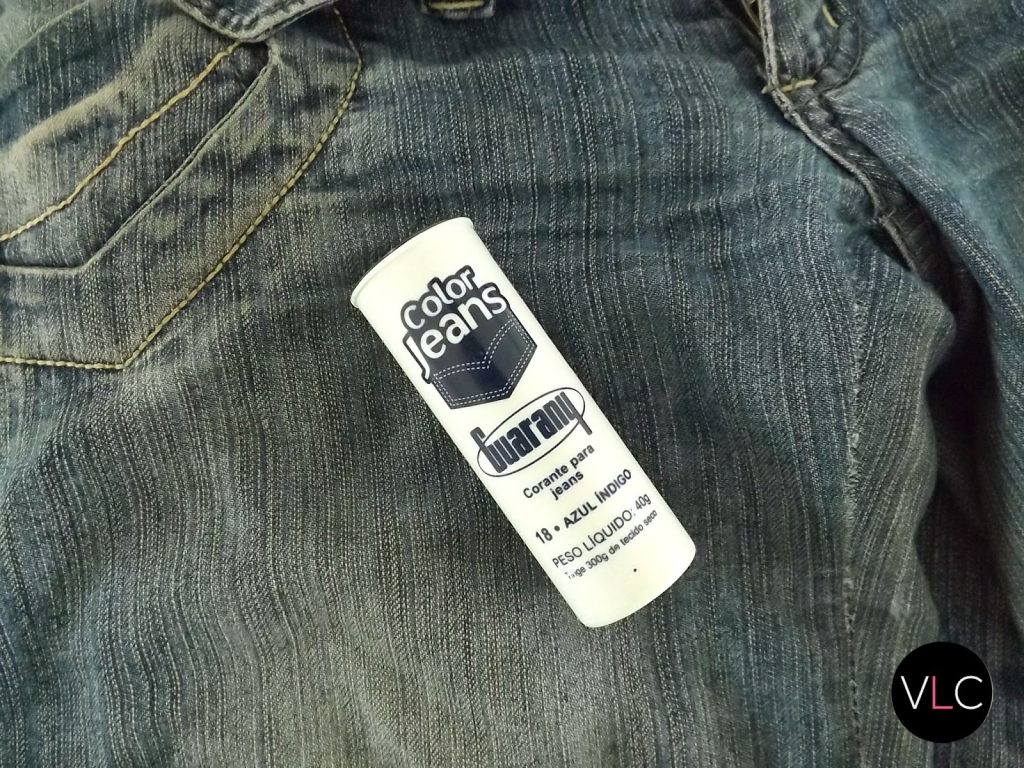 Color
Jeans
Guarany
Corante para
jeans
18 • AZUL ÍNDIGO
PESO LÍQUIDO: 40g
Tinge 300g de tecido seco
VLC